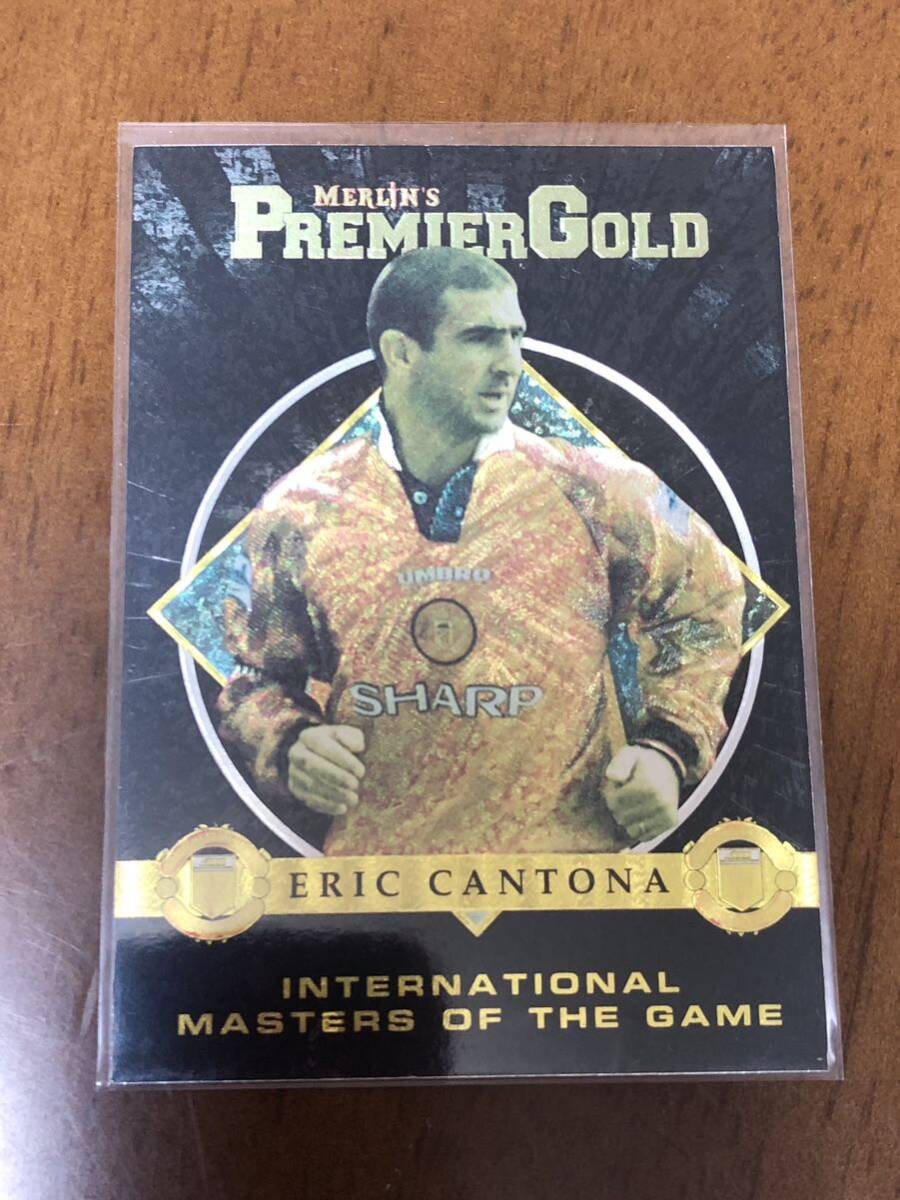 MERLIN'S
PREMIERGOLD
UMBRO
SHARP
ERIC CANTONA
INTERNATIONAL
MASTERS OF THE GAME